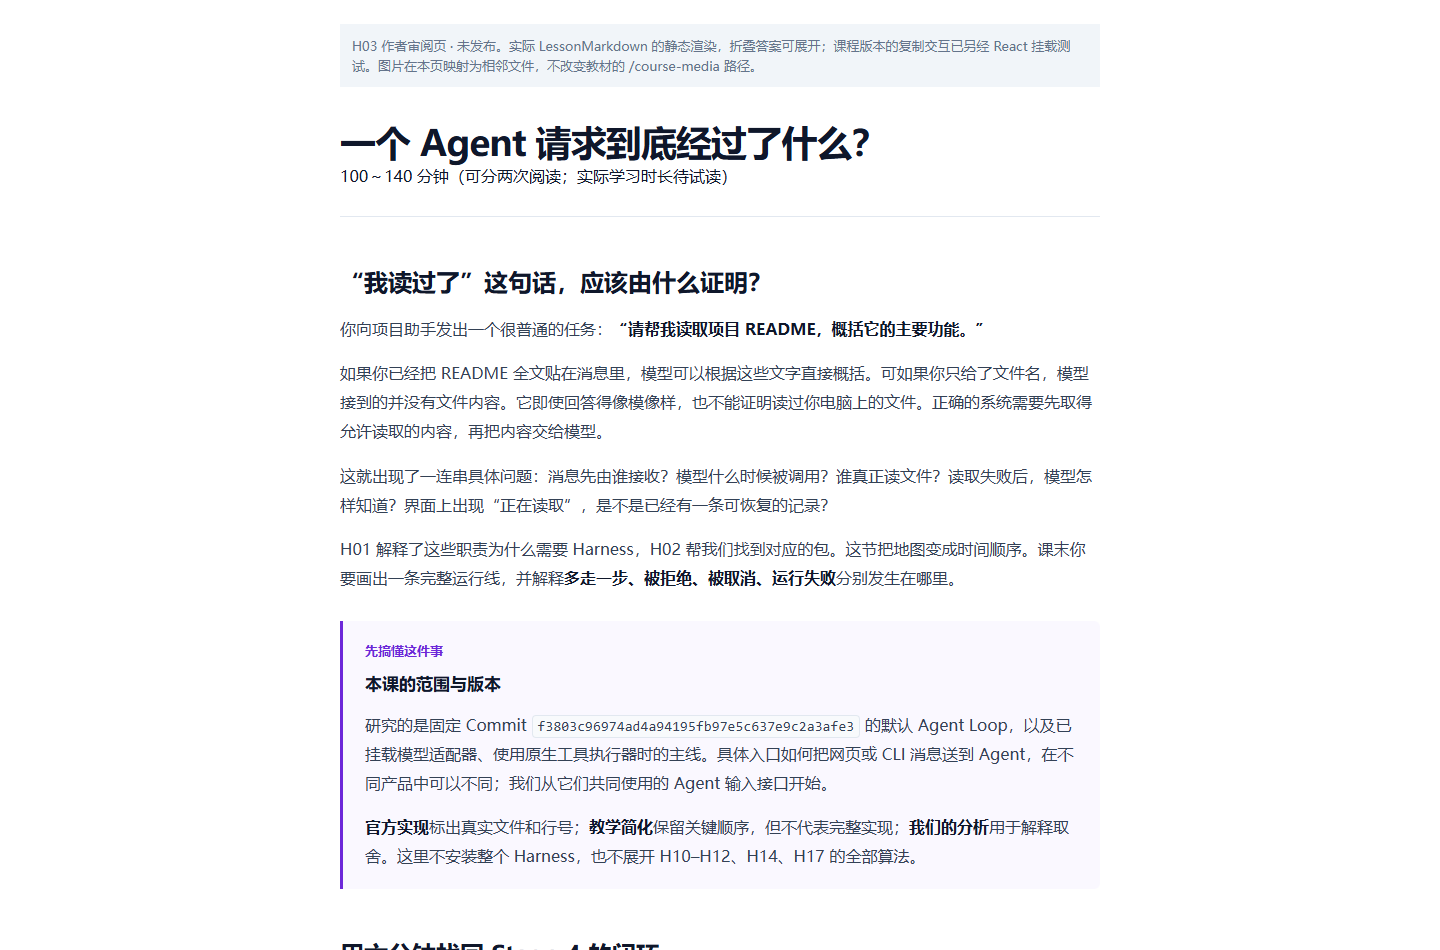 H03 作者审阅页 · 未发布。实际 LessonMarkdown 的静态渲染，折叠答案可展开；课程版本的复制交互已另经 React 挂载测
试。图片在本页映射为相邻文件，不改变教材的 /course-media 路径。
一个 Agent 请求到底经过了什么？
100～140 分钟（可分两次阅读；实际学习时长待试读）
“我读过了”这句话，应该由什么证明？
你向项目助手发出一个很普通的任务：“请帮我读取项目 README，概括它的主要功能。”
如果你已经把 README 全文贴在消息里，模型可以根据这些文字直接概括。可如果你只给了文件名，模型
接到的并没有文件内容。它即使回答得像模像样，也不能证明读过你电脑上的文件。正确的系统需要先取得
允许读取的内容，再把内容交给模型。
这就出现了一连串具体问题：消息先由谁接收？模型什么时候被调用？谁真正读文件？读取失败后，模型怎
样知道？界面上出现“正在读取”，是不是已经有一条可恢复的记录？
H01 解释了这些职责为什么需要 Harness，H02 帮我们找到对应的包。这节把地图变成时间顺序。课末你
要画出一条完整运行线，并解释多走一步、被拒绝、被取消、运行失败分别发生在哪里。
先搞懂这件事
本课的范围与版本
研究的是固定 Commit f3803c96974ad4a94195fb97e5c637e9c2a3afe3 的默认 Agent Loop，以及已
挂载模型适配器、使用原生工具执行器时的主线。具体入口如何把网页或 CLI 消息送到 Agent，在不
同产品中可以不同；我们从它们共同使用的 Agent 输入接口开始。
官方实现标出真实文件和行号；教学简化保留关键顺序，但不代表完整实现；我们的分析用于解释取
舍。这里不安装整个 Harness，也不展开 H10–H12、H14、H17 的全部算法。